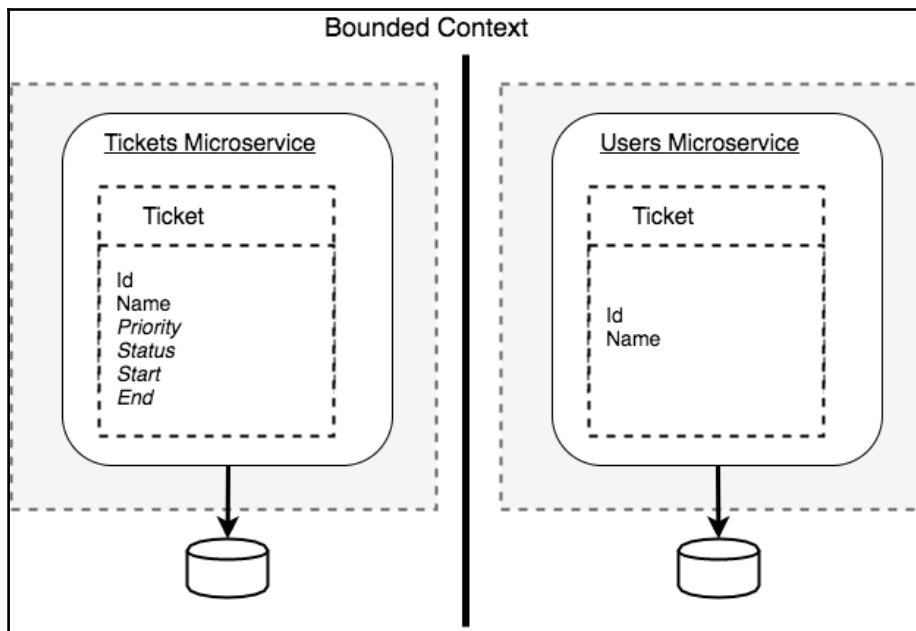 Bounded Context
Tickets Microservice
Ticket
Id
Name
Priority
Status
Start
End
Users Microservice
Ticket
Id
Name